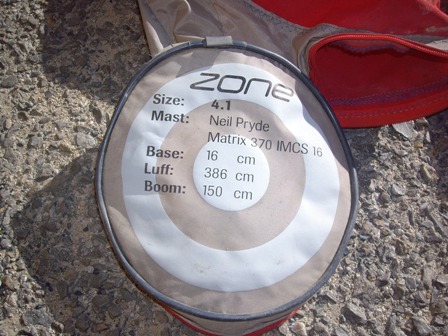 zone
Size: 4.1
Mast: Neil Pryde
Matrix 370 IMCS 16
Base: 16 cm
Luff: 386 cm
Boom: 150 cm